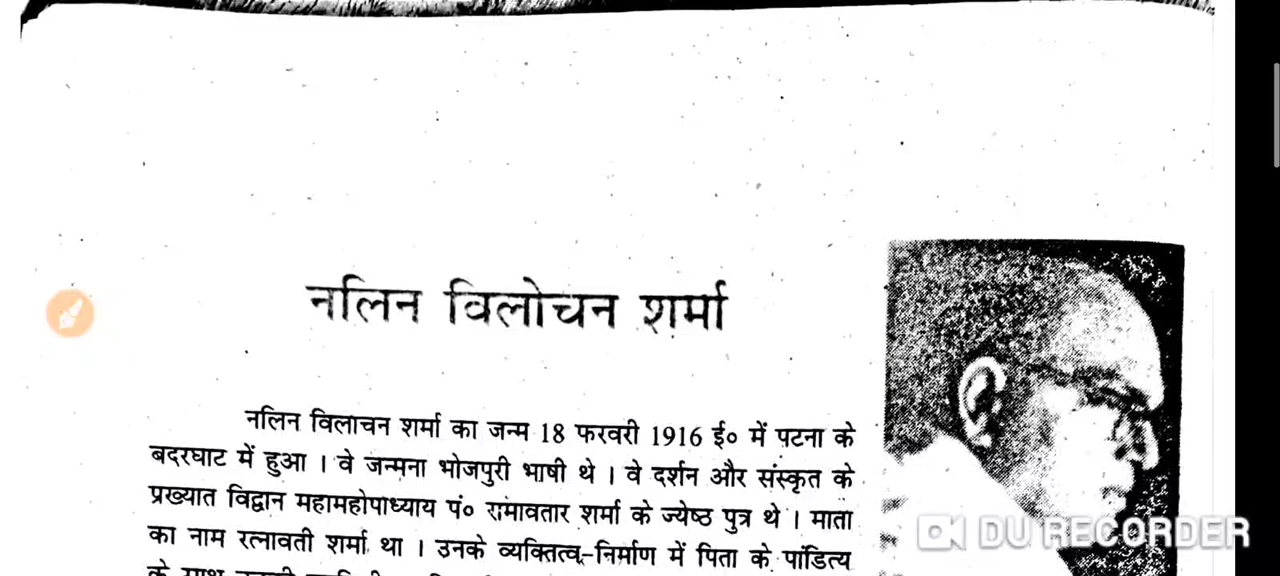 नलिन विलोचन शर्मा
नलिन विलाचन शर्मा का जन्म 18 फरवरी 1916 ई० में पटना के
बदरघाट में हुआ । वे जन्मना भोजपुरी भाषी थे । वे दर्शन और संस्कृत के
प्रख्यात विद्वान महामहोपाध्याय पं० रामावतार शर्मा के ज्येष्ठ पुत्र थे । माता
का नाम रत्नावती शर्मा था । उनके व्यक्तित्व-निर्माण में पिता के पांडित्य
DU RECORDER